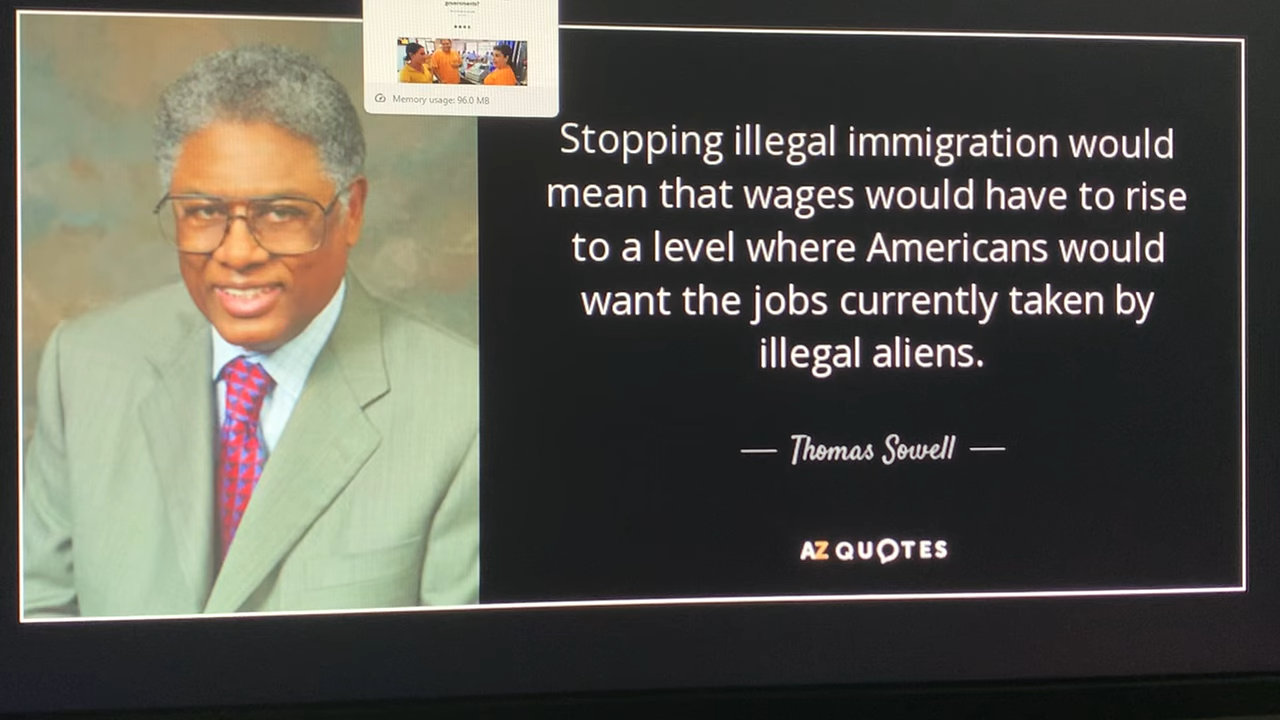 governments?
Memory usage: 96.0 MB
Stopping illegal immigration would
mean that wages would have to rise
to a level where Americans would
want the jobs currently taken by
illegal aliens.
Thomas Sowell
AZ QUOTES